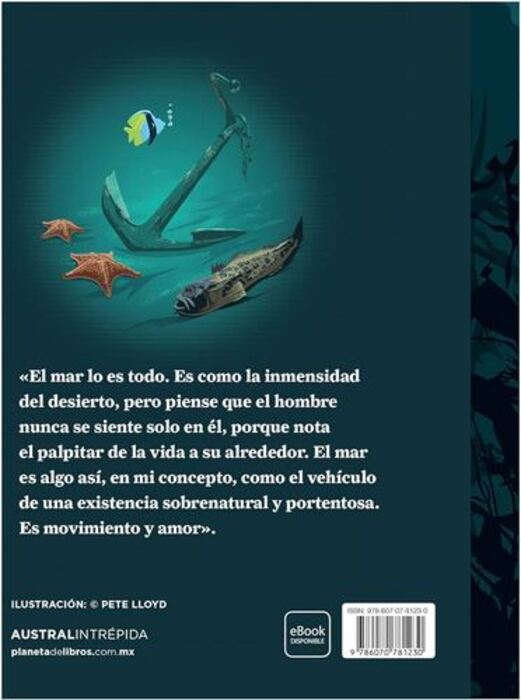 «El mar lo es todo. Es como la inmensidad
del desierto, pero piense que el hombre
nunca se siente solo en él, porque nota
el palpitar de la vida a su alrededor. El mar
es algo así, en mi concepto, como el vehículo
de una existencia sobrenatural y portentosa.
Es movimiento y amor».
ILUSTRACIÓN: © PETE LLOYD
AUSTRALINTRÉPIDA
planetadelibros.com.mx
eBook
DISPONIBLE
ISBN: 978-607-07-8123-0
9 786070 781230